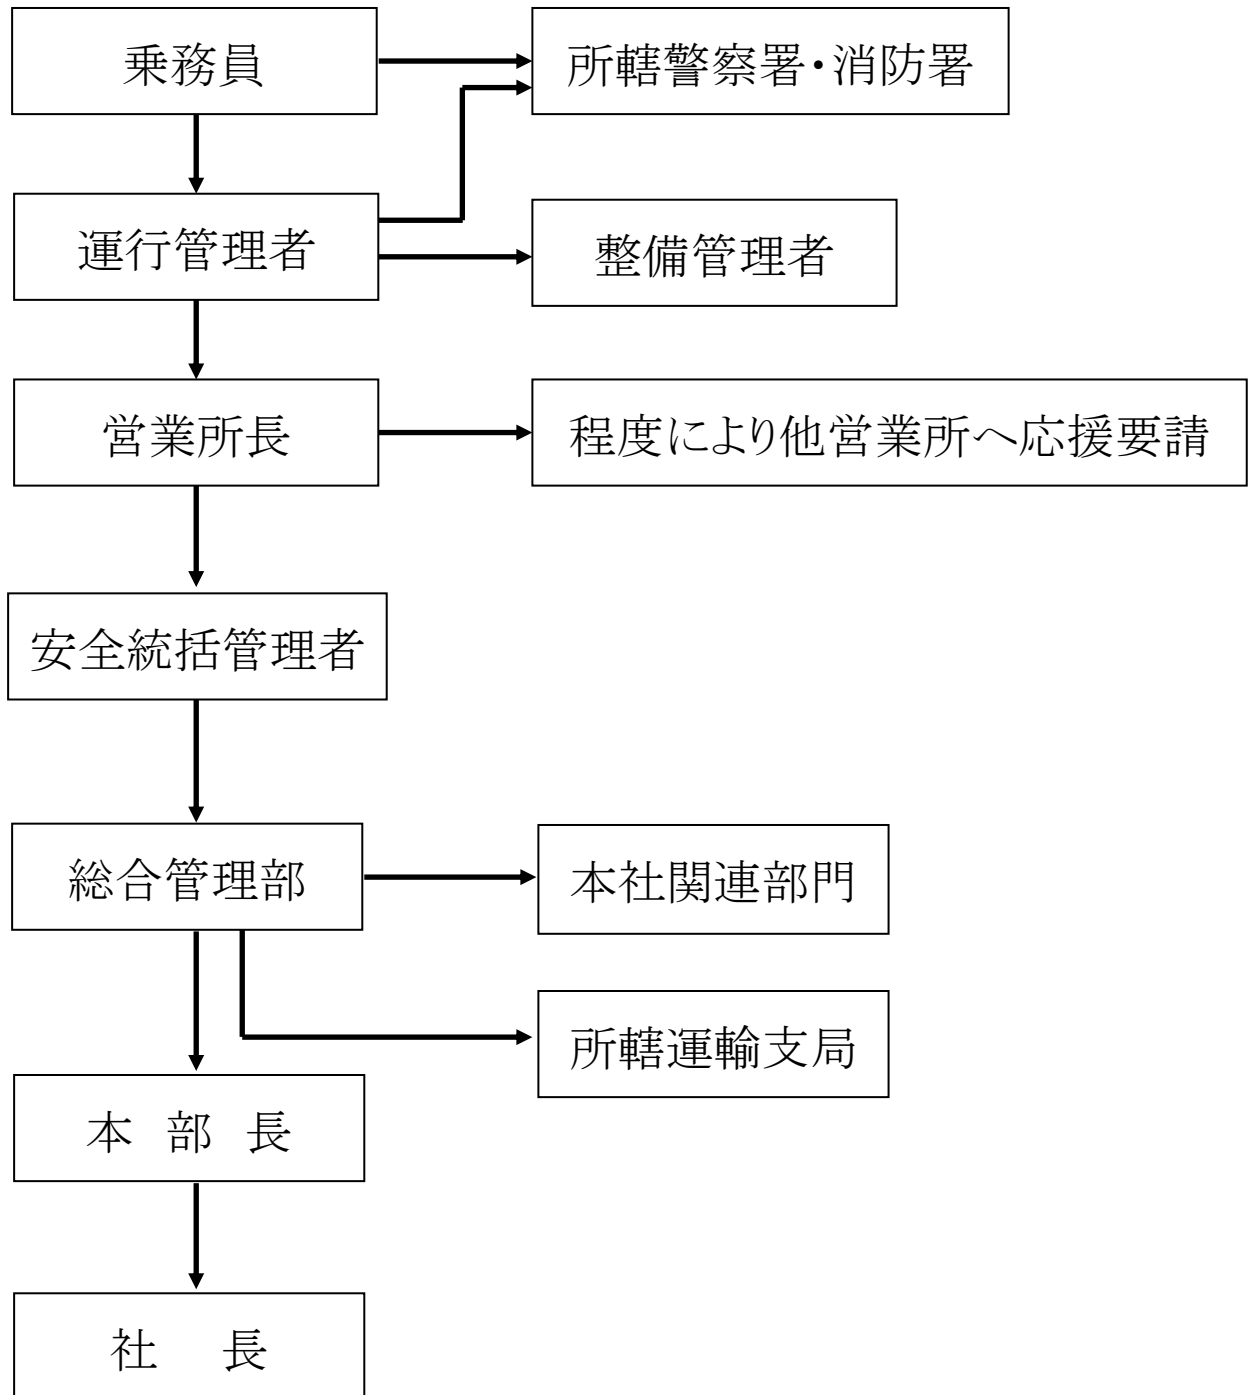 乗務員
所轄警察署・消防署
運行管理者
整備管理者
営業所長
程度により他営業所へ応援要請
安全統括管理者
総合管理部
本社関連部門
所轄運輸支局
本 部 長
社 長